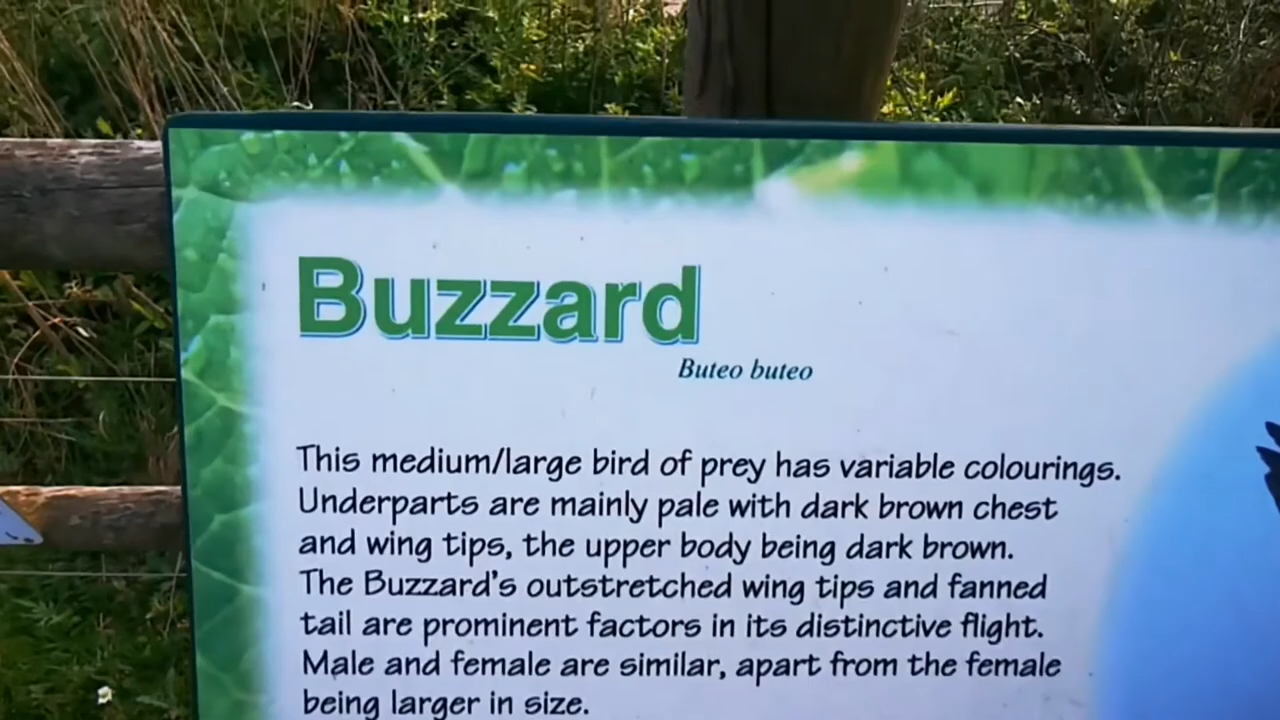 Buzzard
Buteo buteo
This medium/large bird of prey has variable colourings.
Underparts are mainly pale with dark brown chest
and wing tips, the upper body being dark brown.
The Buzzard's outstretched wing tips and fanned
tail are prominent factors in its distinctive flight.
Male and female are similar, apart from the female
being larger in size.